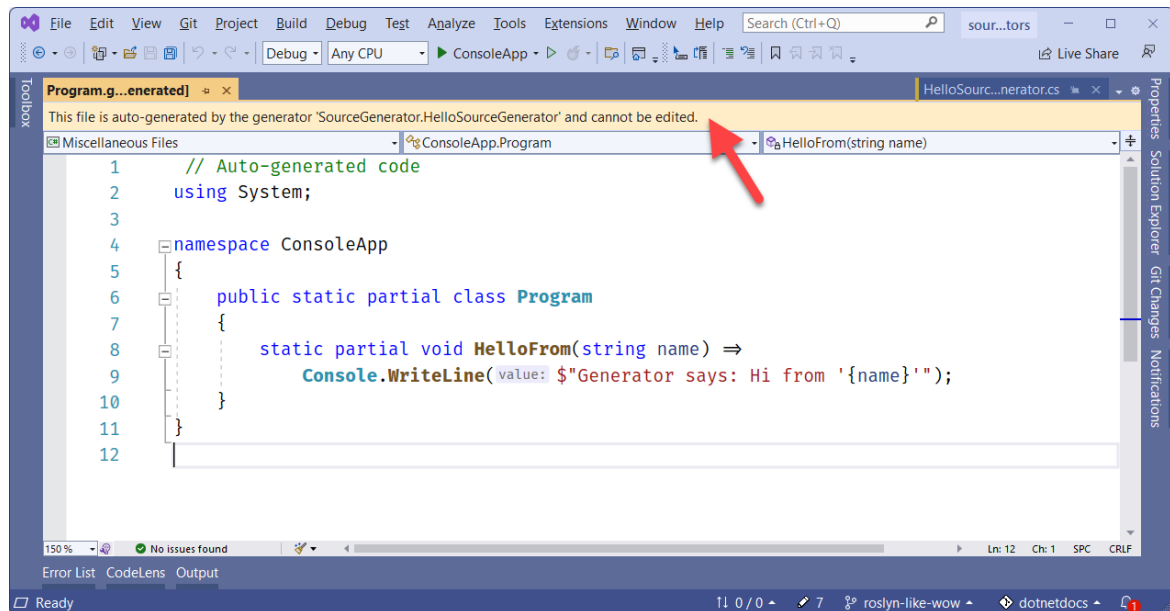 File Edit View Git Project Build Debug Test Analyze Tools Extensions Window Help Search (Ctrl+Q) sour...tors
Debug Any CPU ConsoleApp Live Share
Toolbox
Program.g...enerated] HelloSourc...nerator.cs
This file is auto-generated by the generator 'SourceGenerator.HelloSourceGenerator' and cannot be edited.
Miscellaneous Files ConsoleApp.Program HelloFrom(string name)
1 // Auto-generated code
2 using System;
3
4 namespace ConsoleApp
5 {
6 public static partial class Program
7 {
8 static partial void HelloFrom(string name) ⇒
9 Console.WriteLine( value: $"Generator says: Hi from '{name}'");
10 }
11 }
12
Properties
Solution Explorer
Git Changes
Notifications
150 % No issues found Ln: 12 Ch: 1 SPC CRLF
Error List CodeLens Output
Ready 0 / 0 7 roslyn-like-wow dotnetdocs 1